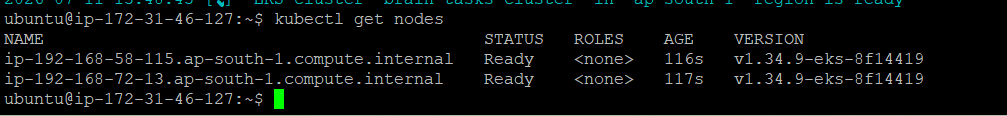 ubuntu@ip-172-31-46-127:~$ kubectl get nodes
NAME STATUS ROLES AGE VERSION
ip-192-168-58-115.ap-south-1.compute.internal Ready <none> 116s v1.34.9-eks-8f14419
ip-192-168-72-13.ap-south-1.compute.internal Ready <none> 117s v1.34.9-eks-8f14419
ubuntu@ip-172-31-46-127:~$